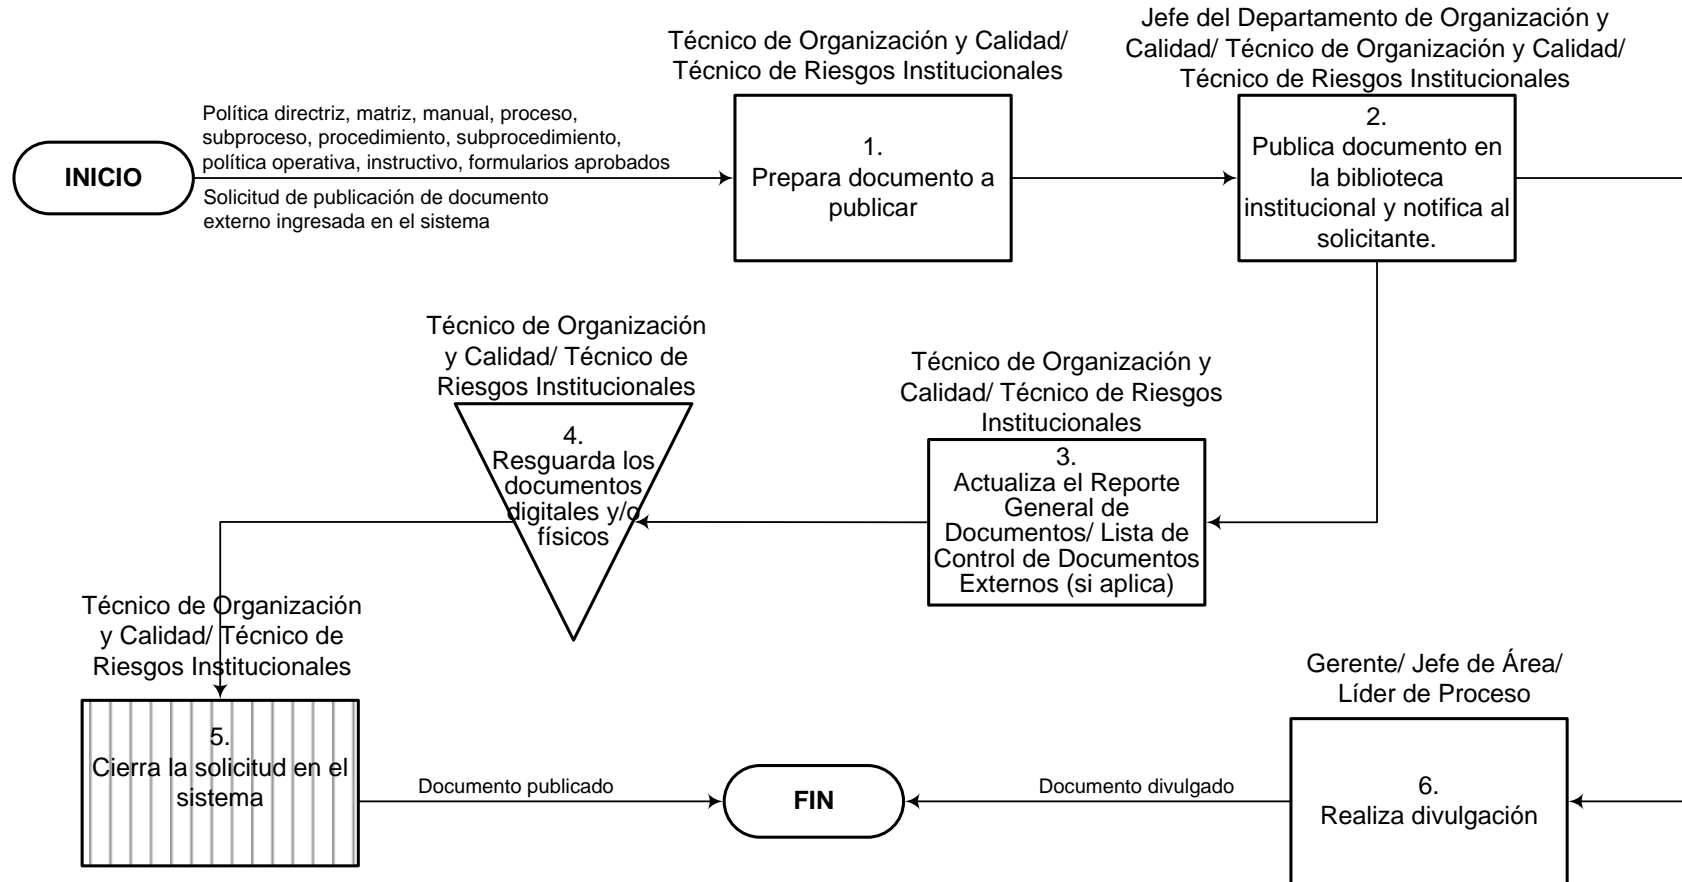 INICIO
Política directriz, matriz, manual, proceso,
subproceso, procedimiento, subprocedimiento,
política operativa, instructivo, formularios aprobados
Solicitud de publicación de documento
externo ingresada en el sistema
Técnico de Organización y Calidad/
Técnico de Riesgos Institucionales
1.
Prepara documento a
publicar
Jefe del Departamento de Organización y
Calidad/ Técnico de Organización y Calidad/
Técnico de Riesgos Institucionales
2.
Publica documento en
la biblioteca
institucional y notifica al
solicitante.
Técnico de Organización y
Calidad/ Técnico de Riesgos
Institucionales
3.
Actualiza el Reporte
General de
Documentos/ Lista de
Control de Documentos
Externos (si aplica)
Técnico de Organización
y Calidad/ Técnico de
Riesgos Institucionales
4.
Resguarda los
documentos
digitales y/o
físicos
Técnico de Organización
y Calidad/ Técnico de
Riesgos Institucionales
5.
Cierra la solicitud en el
sistema
Documento publicado
FIN
Documento divulgado
Gerente/ Jefe de Área/
Líder de Proceso
6.
Realiza divulgación